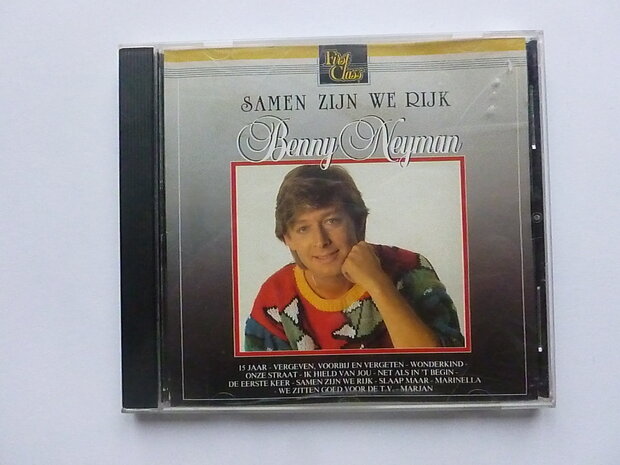 First
Class
SAMEN ZIJN WE RIJK
Benny Neyman
15 JAAR - VERGEVEN, VOORBIJ EN VERGETEN - WONDERKIND -
ONZE STRAAT - IK HIELD VAN JOU - NET ALS IN 'T BEGIN -
DE EERSTE KEER - SAMEN ZIJN WE RIJK - SLAAP MAAR - MARINELLA
- WE ZITTEN GOED VOOR DE T.V. - MARJAN